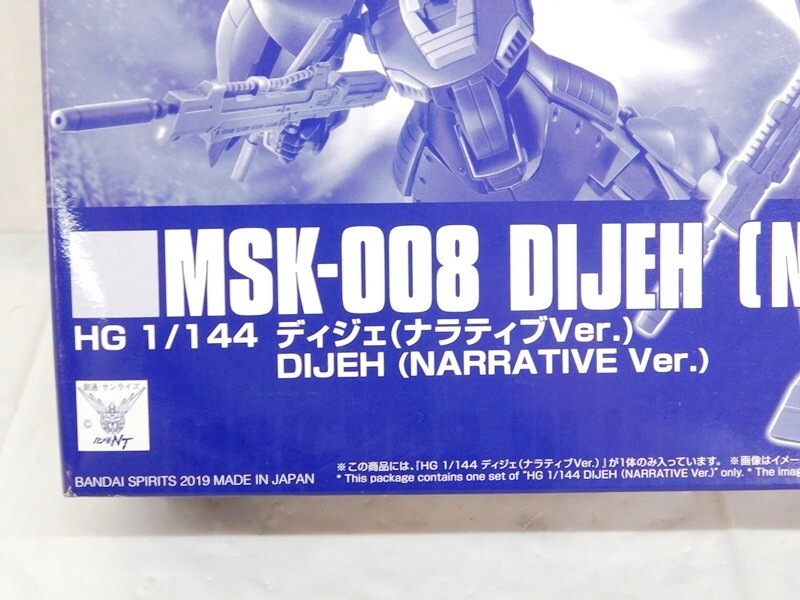 MSK-008 DIJEH (N
HG 1/144 ディジェ(ナラティブVer.)
DIJEH (NARRATIVE Ver.)
創通・サンライズ
©
NT
BANDAI SPIRITS 2019 MADE IN JAPAN
※この商品には、「HG 1/144 ディジェ(ナラティブVer.)」が1体のみ入っています。 ※画像はイメー
* This package contains one set of "HG 1/144 DIJEH (NARRATIVE Ver.)" only. * The imag